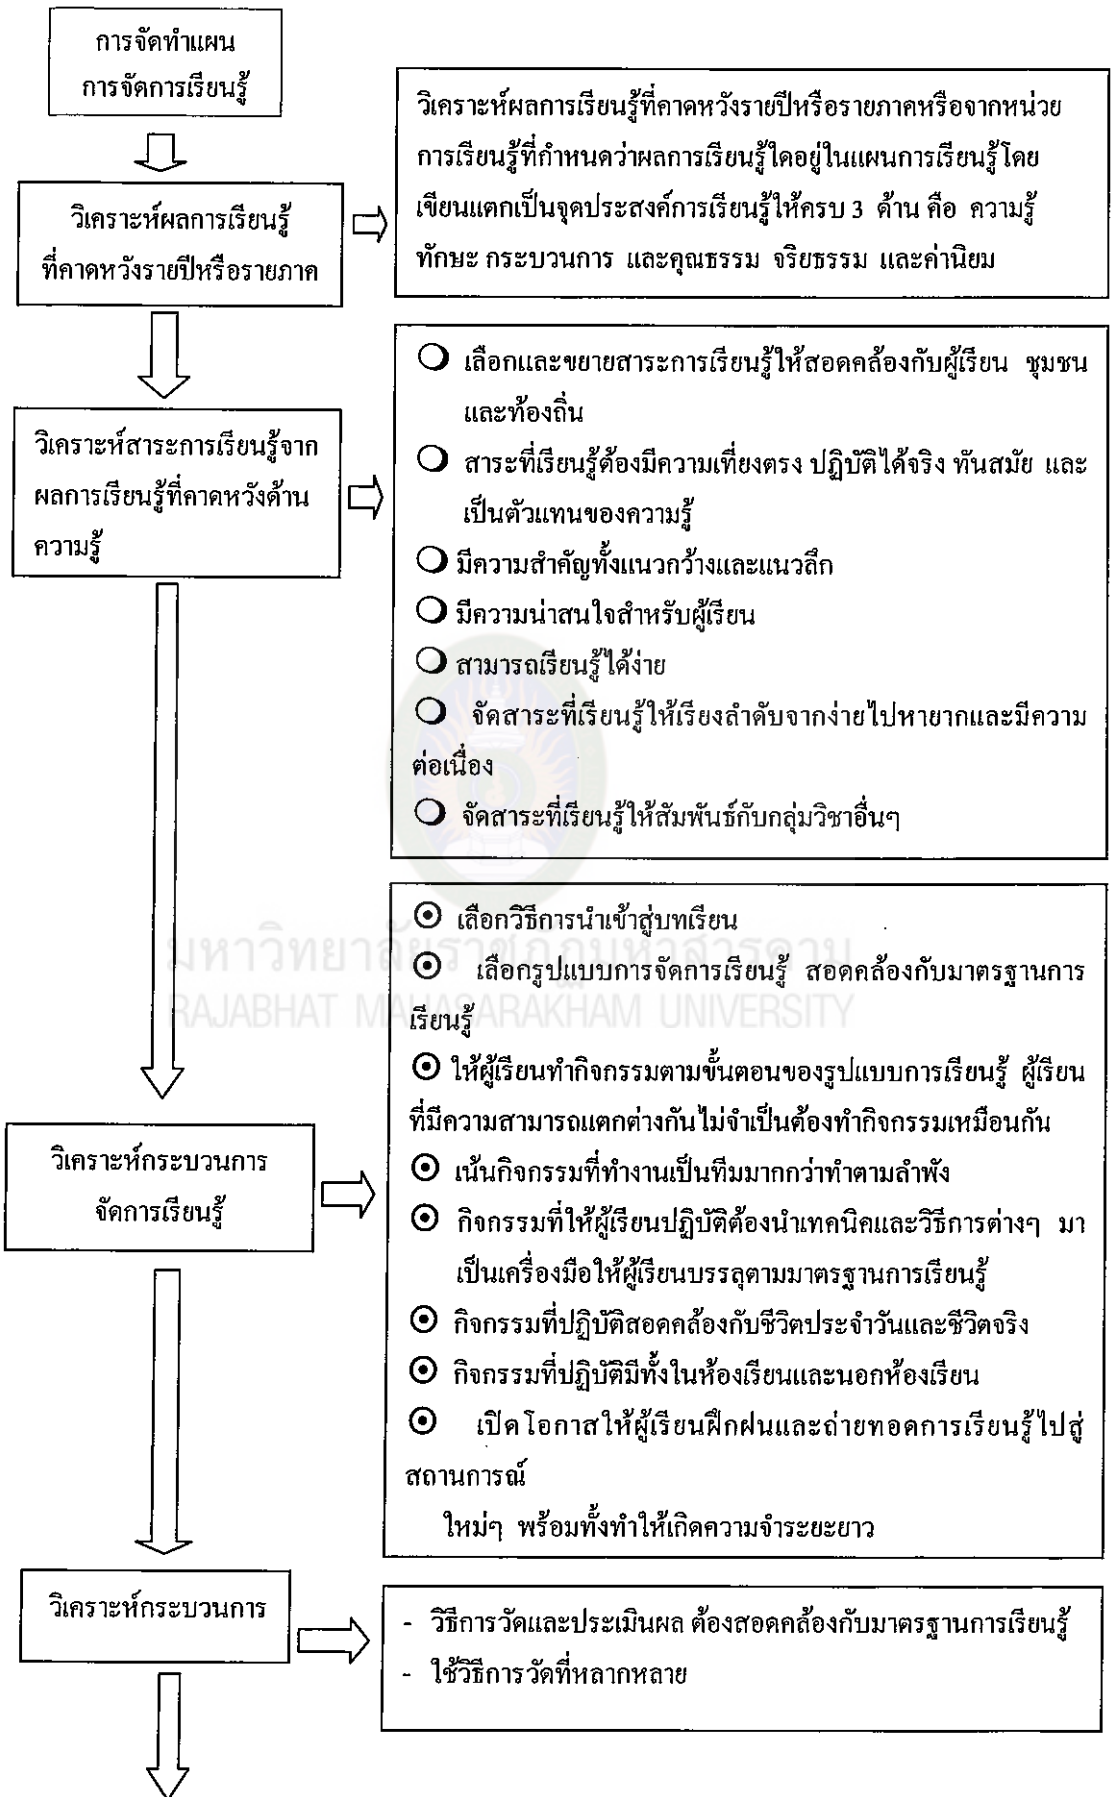 การจัดทำแผน
การจัดการเรียนรู้
วิเคราะห์ผลการเรียนรู้
ที่คาดหวังรายปีหรือรายภาค
วิเคราะห์ผลการเรียนรู้ที่คาดหวังรายปีหรือรายภาคหรือจากหน่วย
การเรียนรู้ที่กำหนดว่าผลการเรียนรู้ใดอยู่ในแผนการเรียนรู้โดย
เขียนแตกเป็นจุดประสงค์การเรียนรู้ให้ครบ 3 ด้าน คือ ความรู้
ทักษะ กระบวนการ และคุณธรรม จริยธรรม และค่านิยม
วิเคราะห์สาระการเรียนรู้จาก
ผลการเรียนรู้ที่คาดหวังด้าน
ความรู้
เลือกและขยายสาระการเรียนรู้ให้สอดคล้องกับผู้เรียน ชุมชน
และท้องถิ่น
สาระที่เรียนรู้ต้องมีความเที่ยงตรง ปฏิบัติได้จริง ทันสมัย และ
เป็นตัวแทนของความรู้
มีความสำคัญทั้งแนวกว้างและแนวลึก
มีความน่าสนใจสำหรับผู้เรียน
สามารถเรียนรู้ได้ง่าย
จัดสาระที่เรียนรู้ให้เรียงลำดับจากง่ายไปหายากและมีความ
ต่อเนื่อง
จัดสาระที่เรียนรู้ให้สัมพันธ์กับกลุ่มวิชาอื่นๆ
มหาวิทยาลัยราชภัฏมหาสารคาม
RAJABHAT MAHASARAKHAM UNIVERSITY
วิเคราะห์กระบวนการ
จัดการเรียนรู้
เลือกวิธีการนำเข้าสู่บทเรียน
เลือกรูปแบบการจัดการเรียนรู้ สอดคล้องกับมาตรฐานการ
เรียนรู้
ให้ผู้เรียนทำกิจกรรมตามขั้นตอนของรูปแบบการเรียนรู้ ผู้เรียน
ที่มีความสามารถแตกต่างกันไม่จำเป็นต้องทำกิจกรรมเหมือนกัน
เน้นกิจกรรมที่ทำงานเป็นทีมมากกว่าทำตามลำพัง
กิจกรรมที่ให้ผู้เรียนปฏิบัติต้องนำเทคนิคและวิธีการต่างๆ มา
เป็นเครื่องมือให้ผู้เรียนบรรลุตามมาตรฐานการเรียนรู้
กิจกรรมที่ปฏิบัติสอดคล้องกับชีวิตประจำวันและชีวิตจริง
กิจกรรมที่ปฏิบัติมีทั้งในห้องเรียนและนอกห้องเรียน
เปิดโอกาสให้ผู้เรียนฝึกฝนและถ่ายทอดการเรียนรู้ไปสู่
สถานการณ์
ใหม่ๆ พร้อมทั้งทำให้เกิดความจำระยะยาว
วิเคราะห์กระบวนการ
- วิธีการวัดและประเมินผล ต้องสอดคล้องกับมาตรฐานการเรียนรู้
- ใช้วิธีการวัดที่หลากหลาย